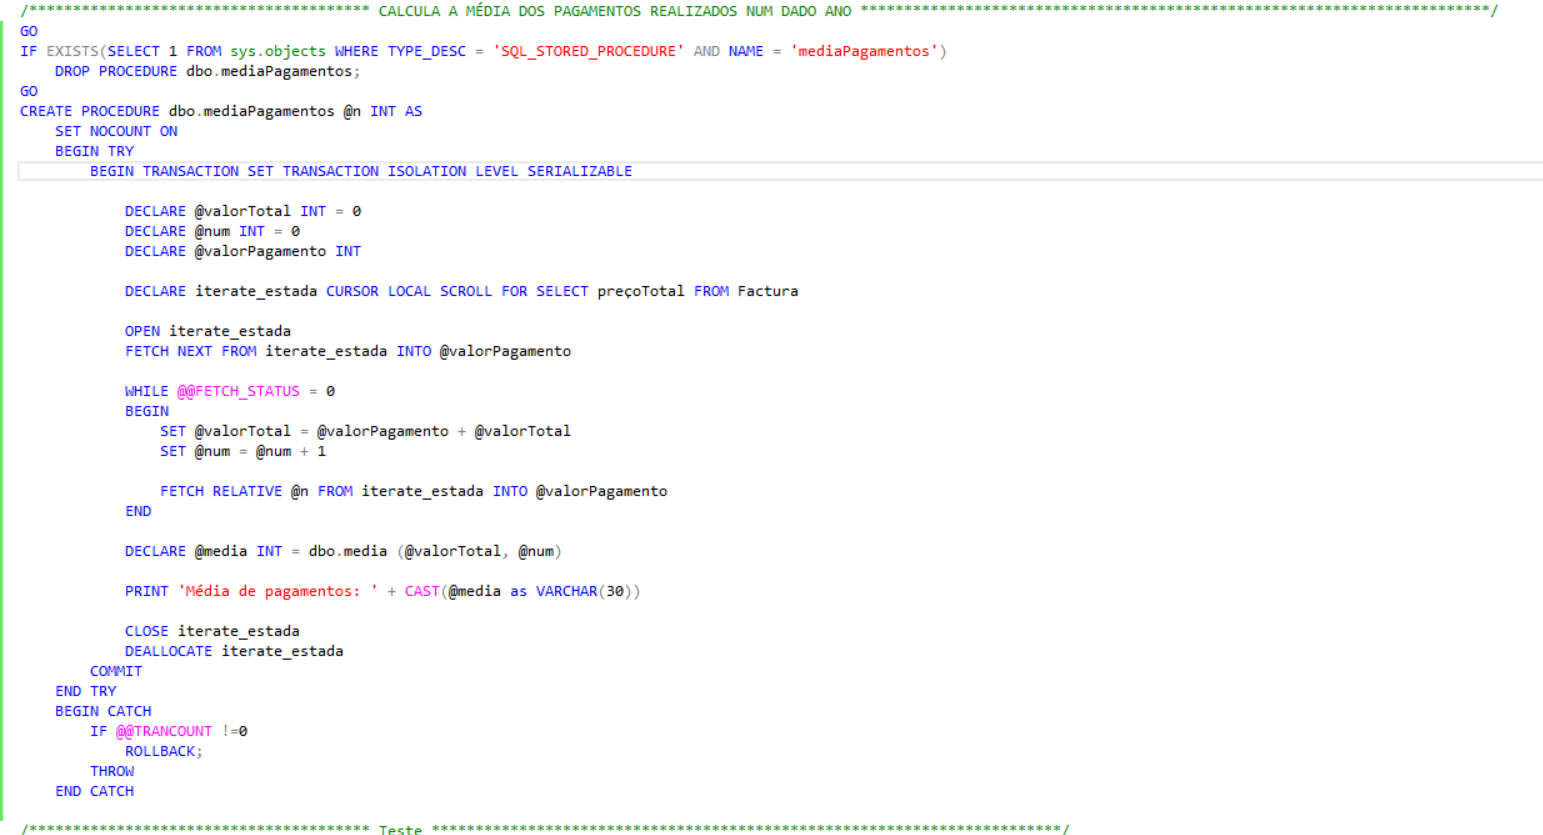 /*************************************** CALCULA A MÉDIA DOS PAGAMENTOS REALIZADOS NUM DADO ANO ************************************************************************/
GO
IF EXISTS(SELECT 1 FROM sys.objects WHERE TYPE_DESC = 'SQL_STORED_PROCEDURE' AND NAME = 'mediaPagamentos')
    DROP PROCEDURE dbo.mediaPagamentos;
GO
CREATE PROCEDURE dbo.mediaPagamentos @n INT AS
    SET NOCOUNT ON
    BEGIN TRY
        BEGIN TRANSACTION SET TRANSACTION ISOLATION LEVEL SERIALIZABLE
            DECLARE @valorTotal INT = 0
            DECLARE @num INT = 0
            DECLARE @valorPagamento INT
            DECLARE iterate_estada CURSOR LOCAL SCROLL FOR SELECT preçoTotal FROM Factura
            OPEN iterate_estada
            FETCH NEXT FROM iterate_estada INTO @valorPagamento
            WHILE @@FETCH_STATUS = 0
            BEGIN
                SET @valorTotal = @valorPagamento + @valorTotal
                SET @num = @num + 1
                FETCH RELATIVE @n FROM iterate_estada INTO @valorPagamento
            END
            DECLARE @media INT = dbo.media (@valorTotal, @num)
            PRINT 'Média de pagamentos: ' + CAST(@media as VARCHAR(30))
            CLOSE iterate_estada
            DEALLOCATE iterate_estada
        COMMIT
    END TRY
    BEGIN CATCH
        IF @@TRANCOUNT !=0
            ROLLBACK;
        THROW
    END CATCH
/*************************************** Teste ************************************************************************/